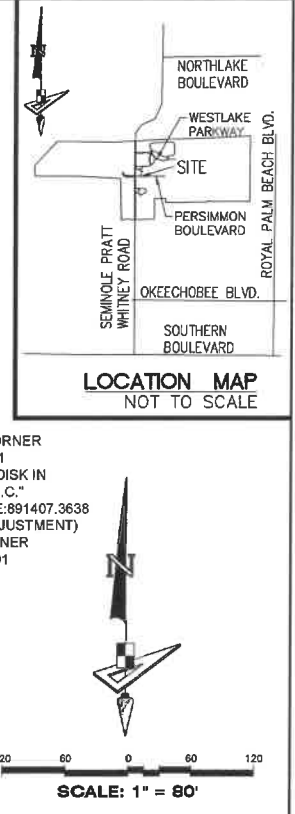 N
NORTHLAKE
BOULEVARD
WESTLAKE
PARKWAY
SITE
PERSIMMON
BOULEVARD
SEMINOLE PRATT
WHITNEY ROAD
ROYAL PALM BEACH BLVD.
OKEECHOBEE BLVD.
SOUTHERN
BOULEVARD
LOCATION MAP
NOT TO SCALE
ORNER
1
DISK IN
.C."
E:891407.3638
JUSTMENT)
NER
01
N
20 60 0 60 120
SCALE: 1" = 80'